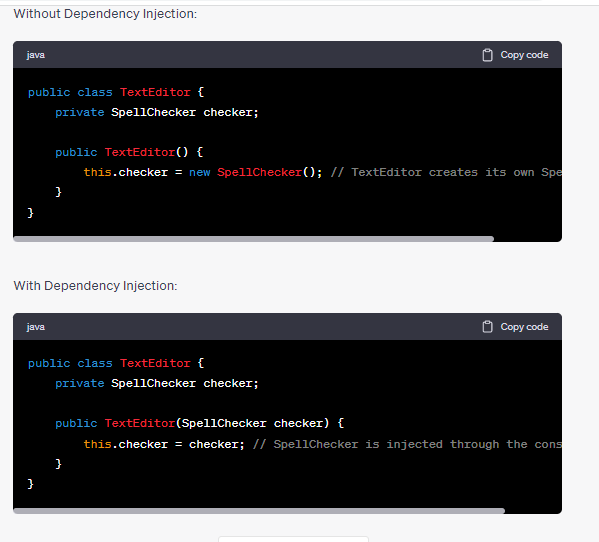 Without Dependency Injection:
java Copy code
public class TextEditor {
    private SpellChecker checker;
    public TextEditor() {
        this.checker = new SpellChecker(); // TextEditor creates its own Spe
    }
}
With Dependency Injection:
java Copy code
public class TextEditor {
    private SpellChecker checker;
    public TextEditor(SpellChecker checker) {
        this.checker = checker; // SpellChecker is injected through the cons
    }
}